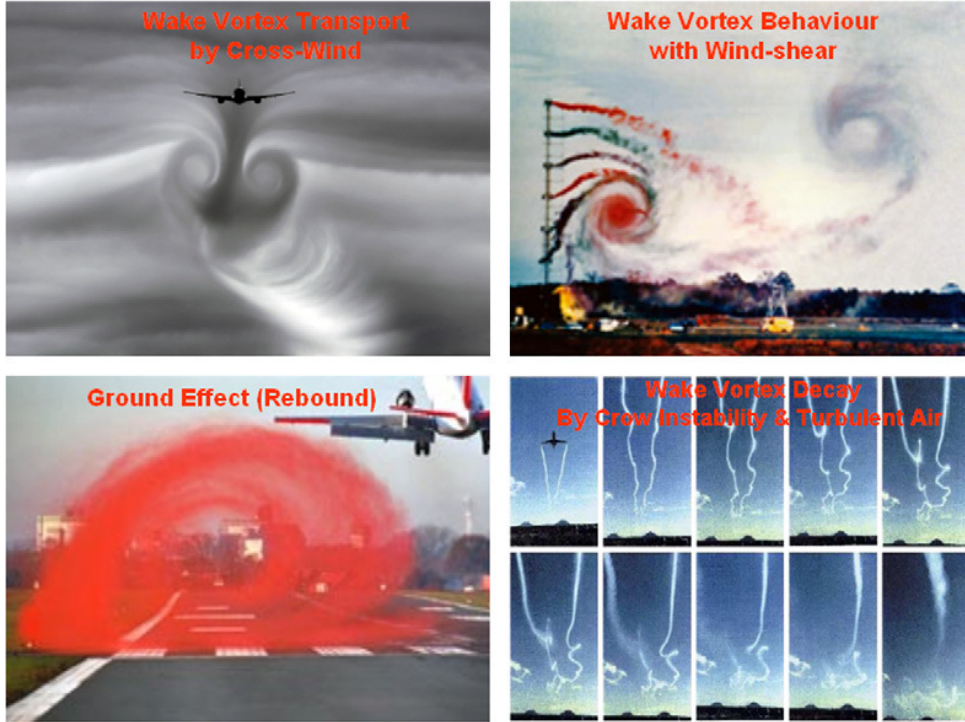 Wake Vortex Transport
by Cross-Wind
Wake Vortex Behaviour
with Wind-shear
Ground Effect (Rebound)
Wake Vortex Decay
By Crow Instability & Turbulent Air